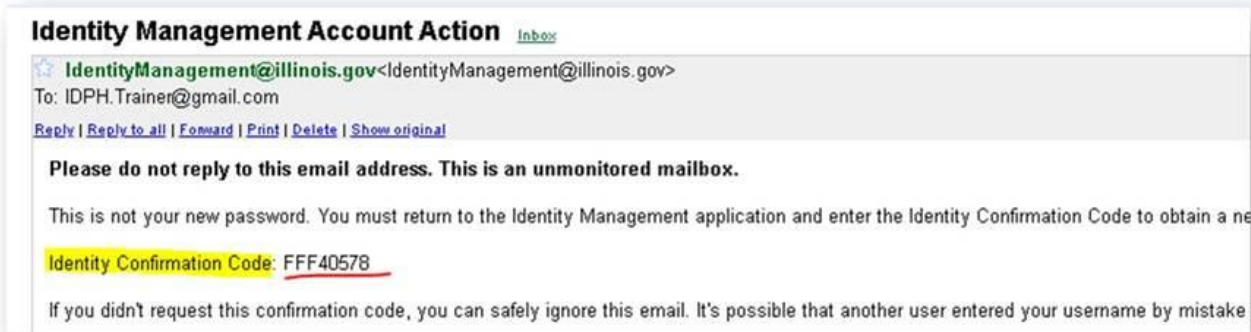 Identity Management Account Action Inbox
IdentityManagement@illinois.gov<IdentityManagement@illinois.gov>
To: IDPH.Trainer@gmail.com
Reply | Reply to all | Forward | Print | Delete | Show original
Please do not reply to this email address. This is an unmonitored mailbox.
This is not your new password. You must return to the Identity Management application and enter the Identity Confirmation Code to obtain a ne
Identity Confirmation Code: FFF40578
If you didn't request this confirmation code, you can safely ignore this email. It's possible that another user entered your username by mistake